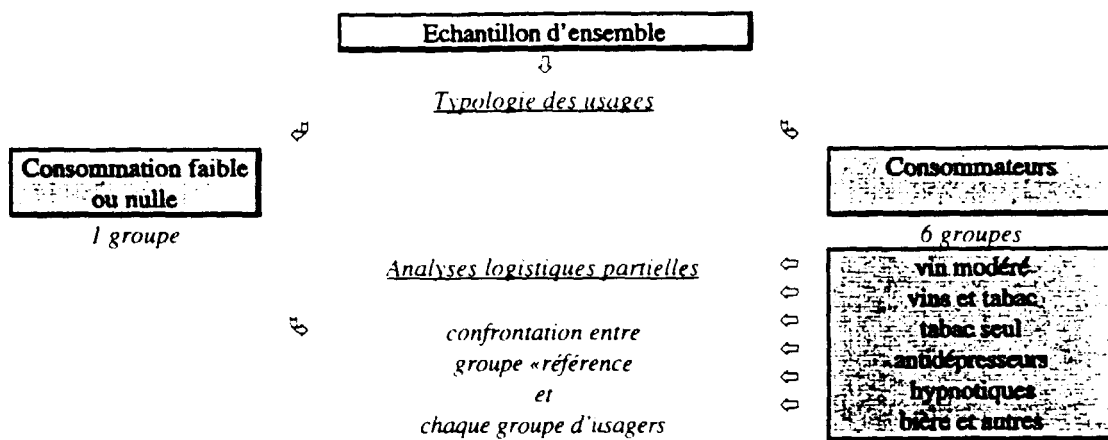 Echantillon d'ensemble
Typologie des usages
Consommation faible
ou nulle
1 groupe
Consommateurs
6 groupes
Analyses logistiques partielles
confrontation entre
groupe «référence
et
chaque groupe d'usagers
vin modéré
vins et tabac
tabac seul
antidépresseurs
hypnotiques
bière et autres